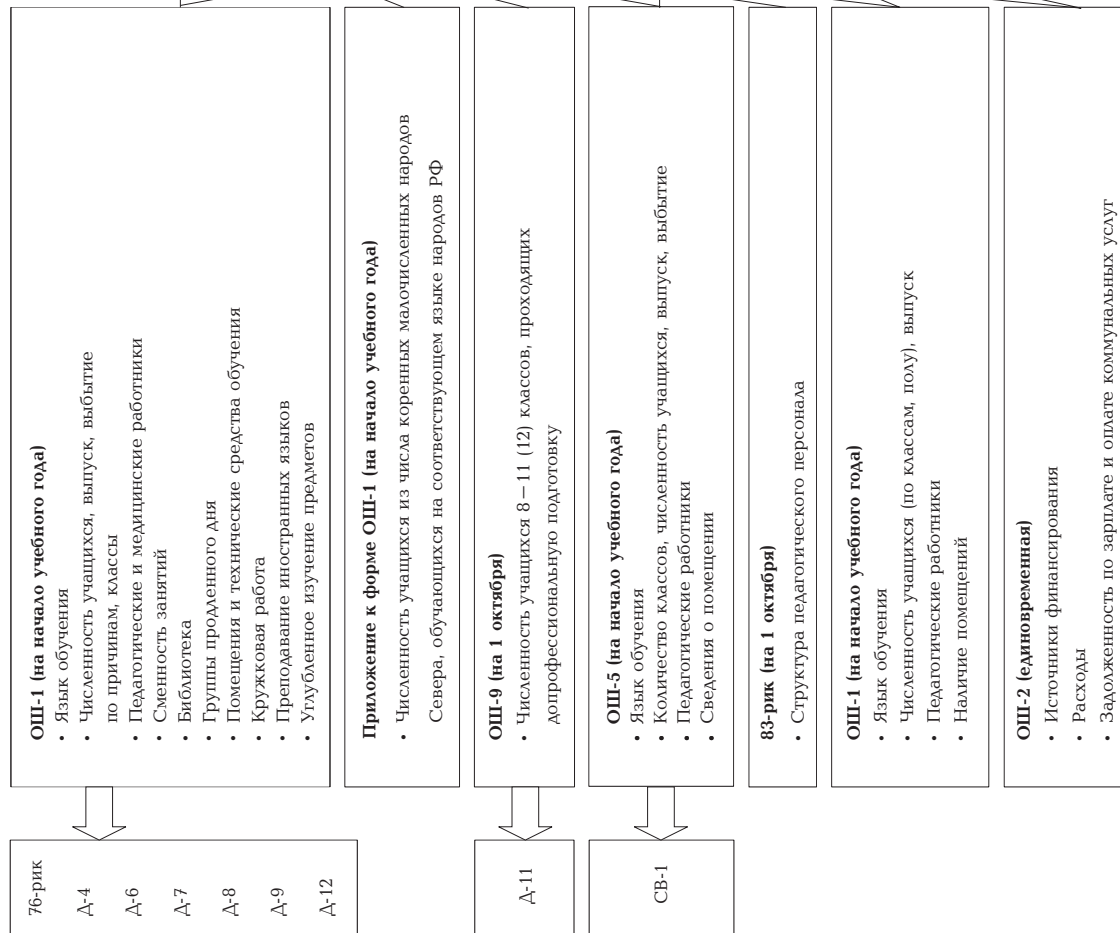 ОШ-1 (на начало учебного года)
• Язык обучения
• Численность учащихся, выпуск, выбытие
по причинам, классы
• Педагогические и медицинские работники
• Сменность занятий
• Библиотека
• Группы продленного дня
• Помещения и технические средства обучения
• Кружковая работа
• Преподавание иностранных языков
• Углубленное изучение предметов
Приложение к форме ОШ-1 (на начало учебного года)
• Численность учащихся из числа коренных малочисленных народов
Севера, обучающихся на соответствующем языке народов РФ
ОШ-9 (на 1 октября)
• Численность учащихся 8—11 (12) классов, проходящих
допрофессиональную подготовку
ОШ-5 (на начало учебного года)
• Язык обучения
• Количество классов, численность учащихся, выпуск, выбытие
• Педагогические работники
• Сведения о помещении
83-рик (на 1 октября)
• Структура педагогического персонала
ОШ-1 (на начало учебного года)
• Язык обучения
• Численность учащихся (по классам, полу), выпуск
• Педагогические работники
• Наличие помещений
ОШ-2 (единовременная)
• Источники финансирования
• Расходы
• Задолженность по зарплате и оплате коммунальных услуг
76-рик
Д-4
Д-6
Д-7
Д-8
Д-9
Д-12
Д-11
СВ-1